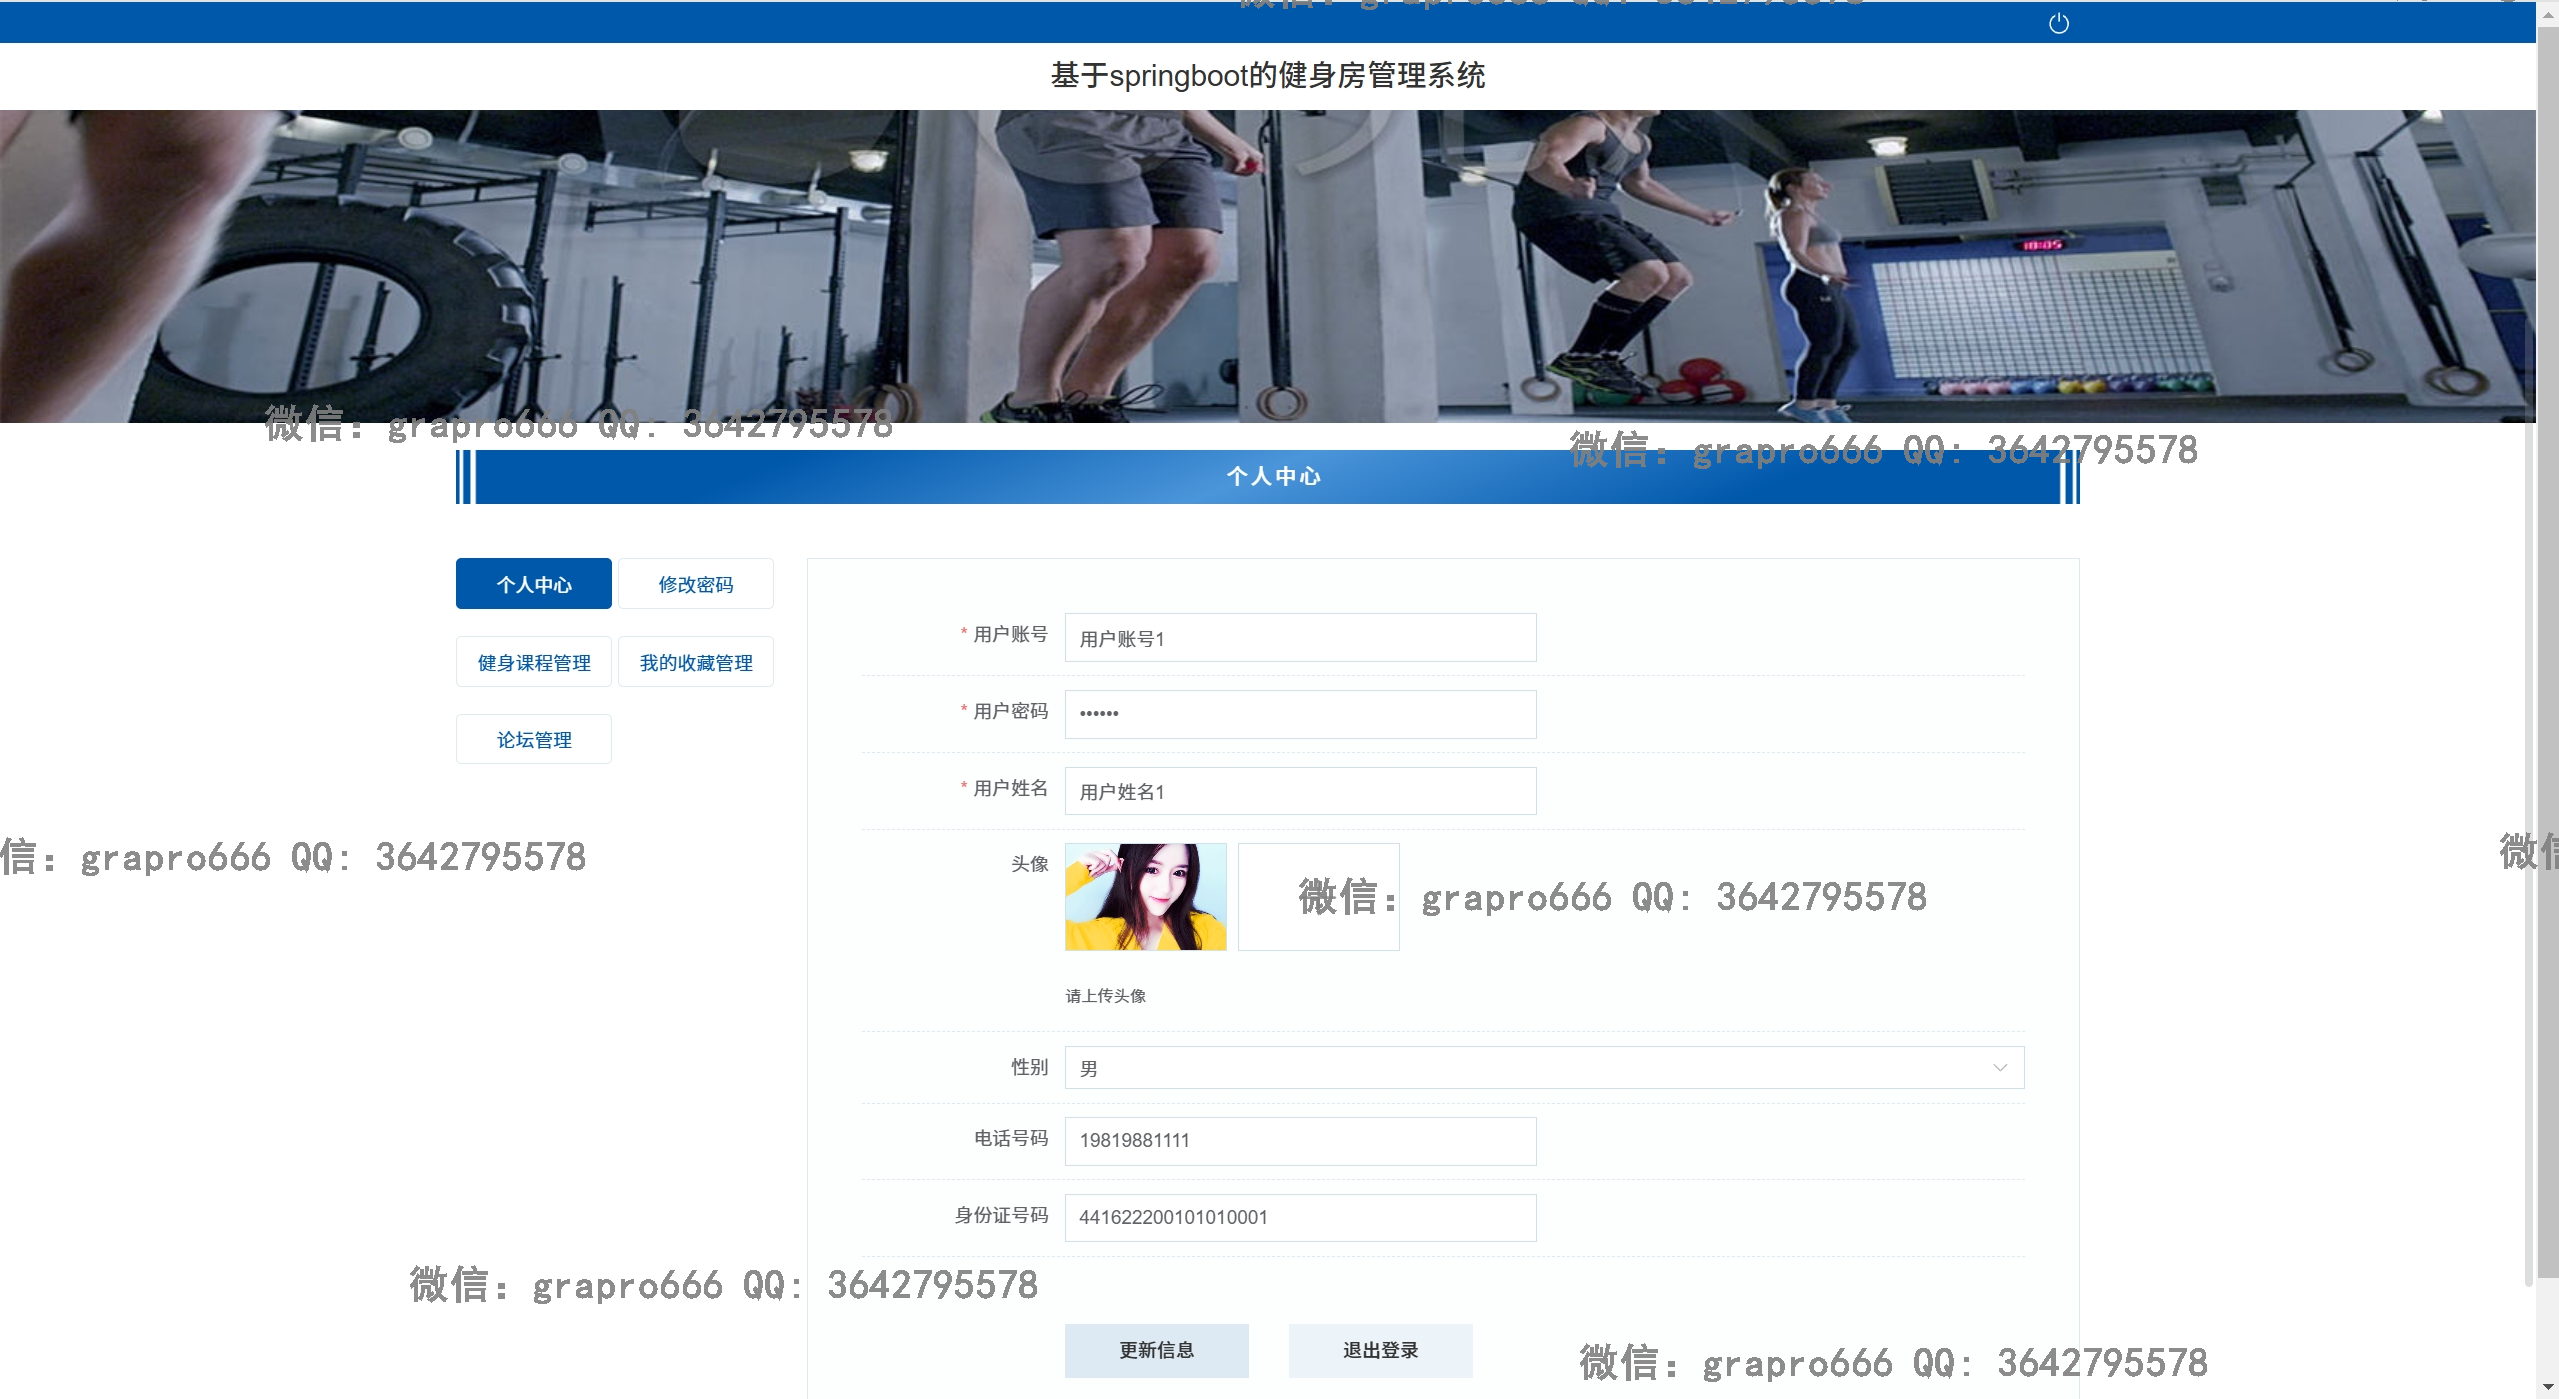 基于springboot的健身房管理系统
10:05
微信: grapro666 QQ: 3642795578
微信: grapro666 QQ: 3642795578
个人中心
个人中心
修改密码
健身课程管理
我的收藏管理
论坛管理
* 用户账号
用户账号1
* 用户密码
••••••
* 用户姓名
用户姓名1
信: grapro666 QQ: 3642795578
微信
头像
微信: grapro666 QQ: 3642795578
请上传头像
性别
男
电话号码
19819881111
身份证号码
441622200101010001
微信: grapro666 QQ: 3642795578
更新信息
退出登录
微信: grapro666 QQ: 3642795578